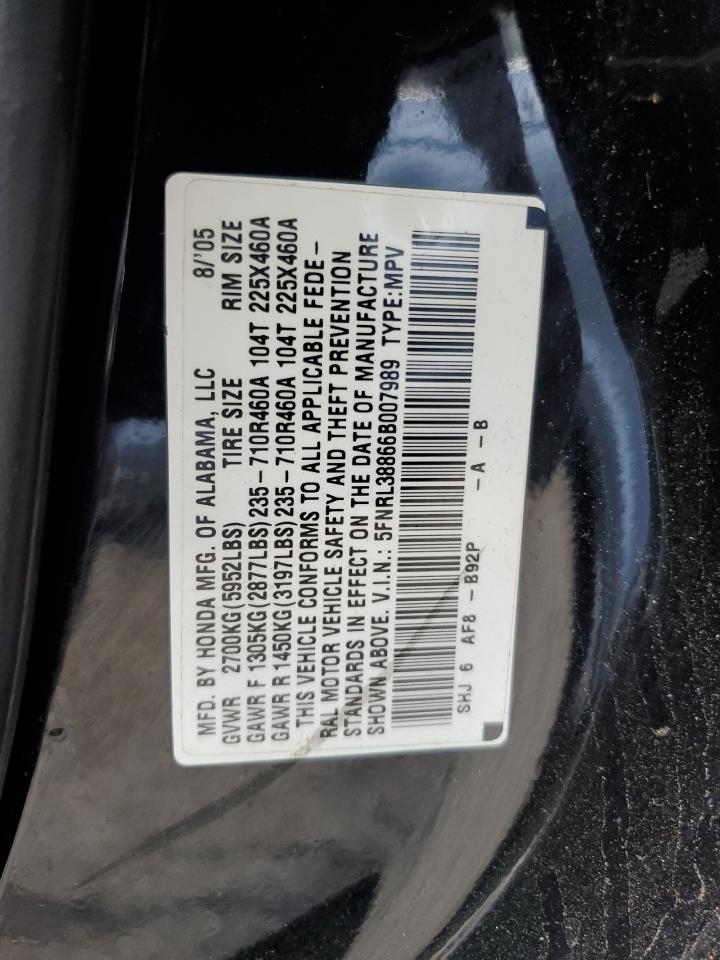 MFD. BY HONDA MFG. OF ALABAMA, LLC 8/'05
GVWR 2700KG(5952LBS) TIRE SIZE RIM SIZE
GAWR F 1305KG(2877LBS)235-710R460A 104T 225X460A
GAWR R 1450KG(3197LBS)235-710R460A 104T 225X460A
THIS VEHICLE CONFORMS TO ALL APPLICABLE FEDE-
RAL MOTOR VEHICLE SAFETY AND THEFT PREVENTION
STANDARDS IN EFFECT ON THE DATE OF MANUFACTURE
SHOWN ABOVE. V.I.N.: 5FNRL38866B007989 TYPE:MPV
SHJ 6 AF8 -B92P -A -B